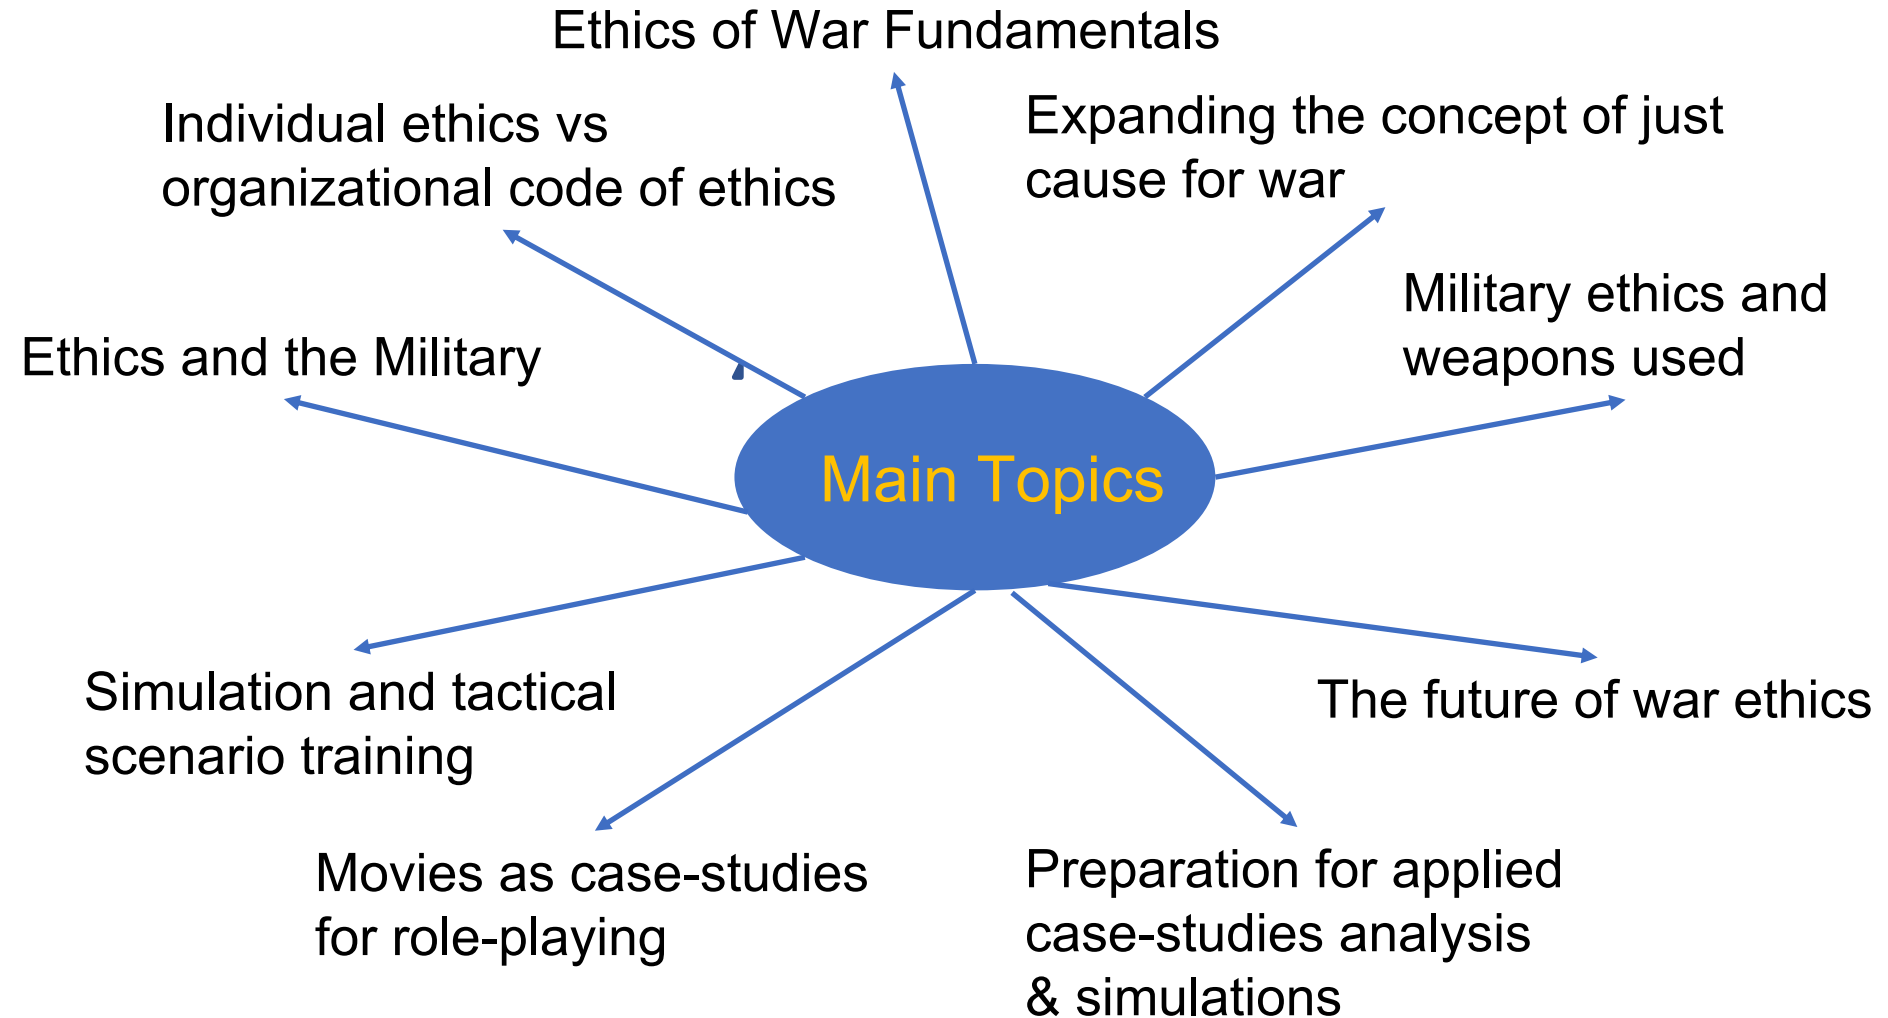 Ethics of War Fundamentals
Individual ethics vs
organizational code of ethics
Expanding the concept of just
cause for war
Military ethics and
weapons used
Ethics and the Military
Main Topics
Simulation and tactical
scenario training
The future of war ethics
Movies as case-studies
for role-playing
Preparation for applied
case-studies analysis
& simulations